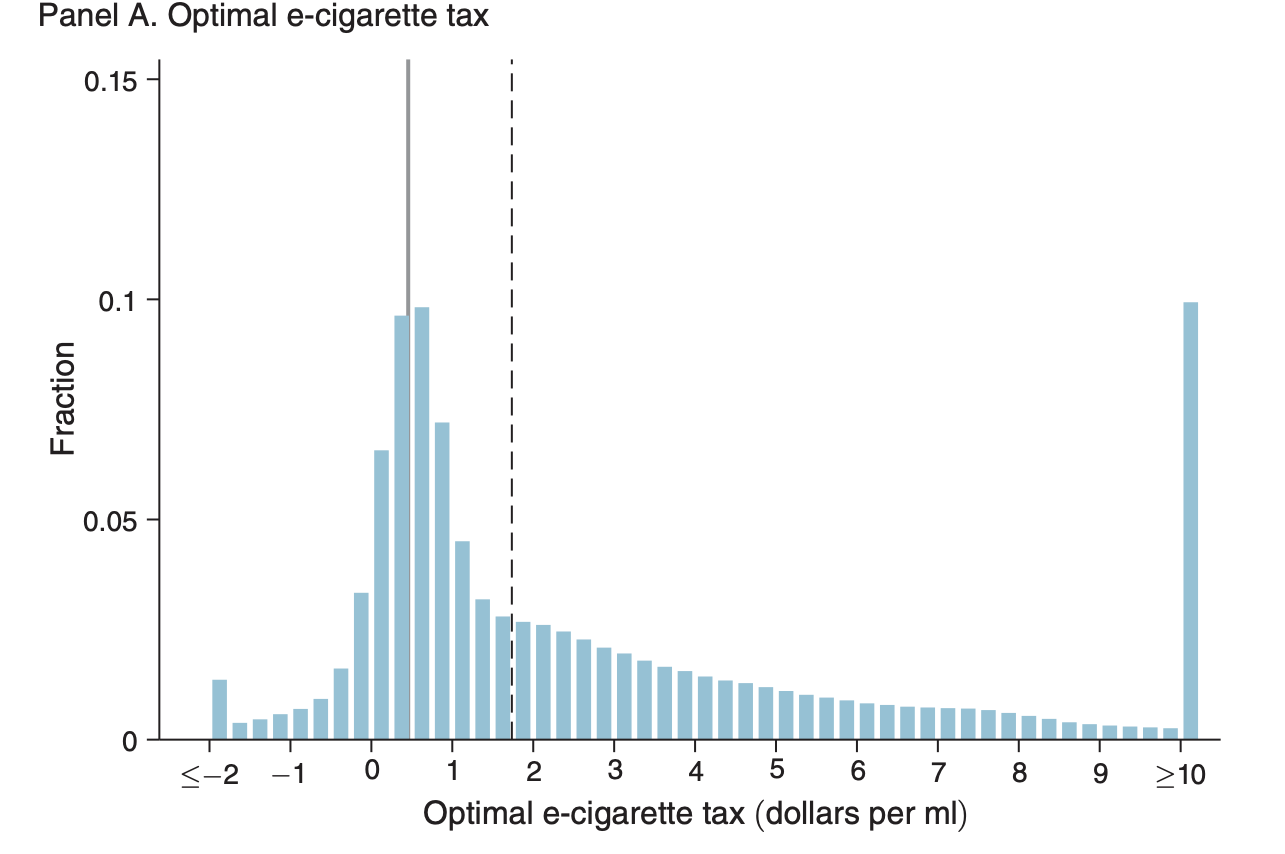 Panel A. Optimal e-cigarette tax
0.15
0.1
0.05
0
Fraction
≤−2 −1 0 1 2 3 4 5 6 7 8 9 ≥10
Optimal e-cigarette tax (dollars per ml)